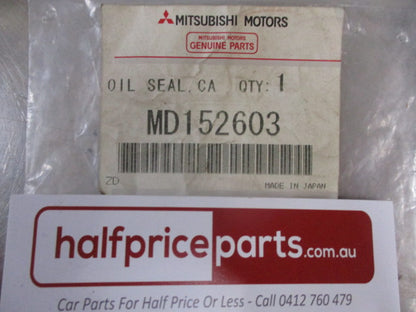 MITSUBISHI MOTORS
MITSUBISHI MOTORS
GENUINE PARTS
OIL SEAL, CA QTY: 1
MD152603
ZD MADE IN JAPAN
halfpriceparts.com.au
Car Parts For Half Price Or Less - Call 0412 760 479